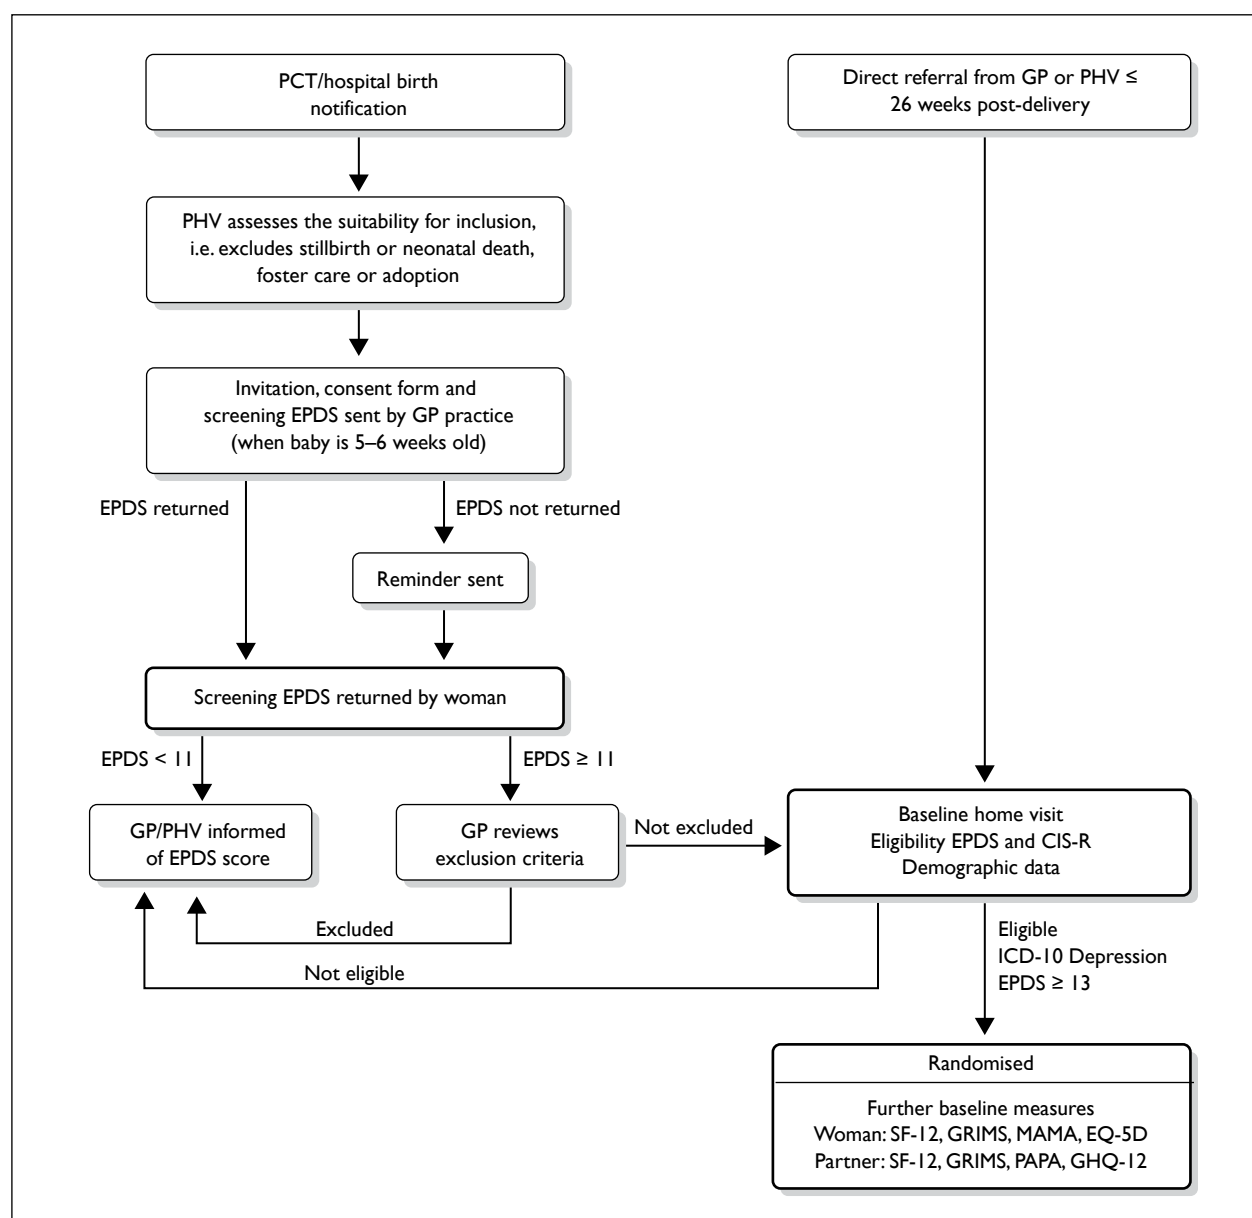 PCT/hospital birth
notification
Direct referral from GP or PHV ≤
26 weeks post-delivery
PHV assesses the suitability for inclusion,
i.e. excludes stillbirth or neonatal death,
foster care or adoption
Invitation, consent form and
screening EPDS sent by GP practice
(when baby is 5–6 weeks old)
EPDS returned
EPDS not returned
Reminder sent
Screening EPDS returned by woman
EPDS < 11
EPDS ≥ 11
GP/PHV informed
of EPDS score
GP reviews
exclusion criteria
Not excluded
Baseline home visit
Eligibility EPDS and CIS-R
Demographic data
Excluded
Not eligible
Eligible
ICD-10 Depression
EPDS ≥ 13
Randomised
Further baseline measures
Woman: SF-12, GRIMS, MAMA, EQ-5D
Partner: SF-12, GRIMS, PAPA, GHQ-12